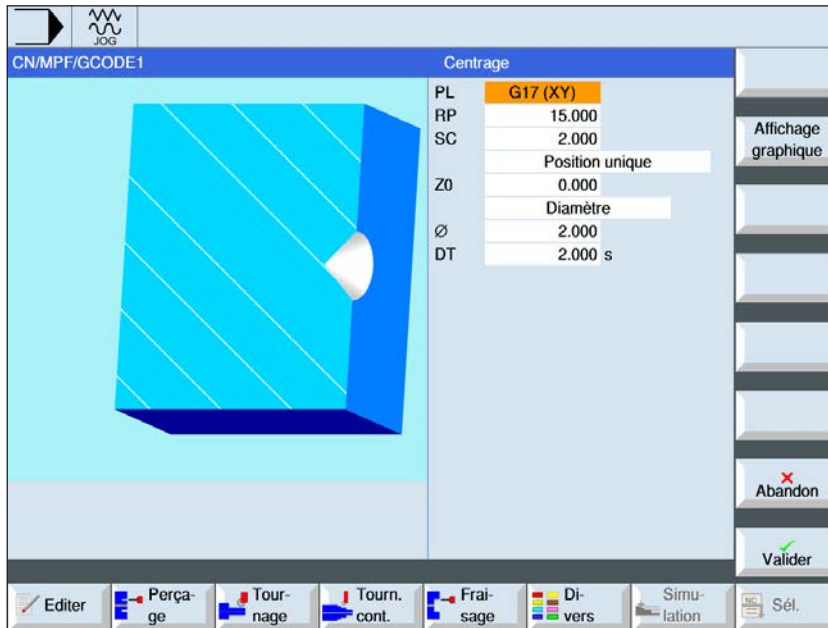 JOG
CN/MPF/GCODE1
Centrage
PL G17 (XY)
RP 15.000
SC 2.000
Position unique
Z0 0.000
Diamètre
Ø 2.000
DT 2.000 s
Affichage
graphique
Abandon
Valider
Editer
Perça-
ge
Tour-
nage
Tourn.
cont.
Frai-
sage
Di-
vers
Simu-
lation
NC
Sél.